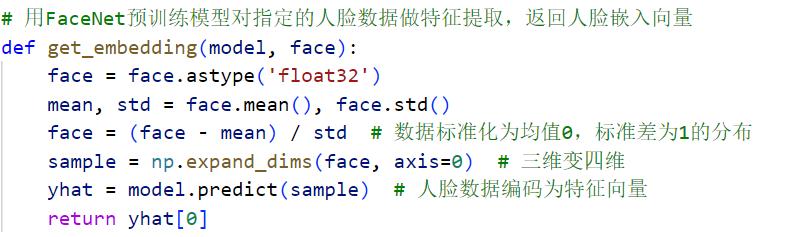 # 用FaceNet预训练模型对指定的人脸数据做特征提取，返回人脸嵌入向量
def get_embedding(model, face):
    face = face.astype('float32')
    mean, std = face.mean(), face.std()
    face = (face - mean) / std  # 数据标准化为均值0，标准差为1的分布
    sample = np.expand_dims(face, axis=0)  # 三维变四维
    yhat = model.predict(sample)  # 人脸数据编码为特征向量
    return yhat[0]